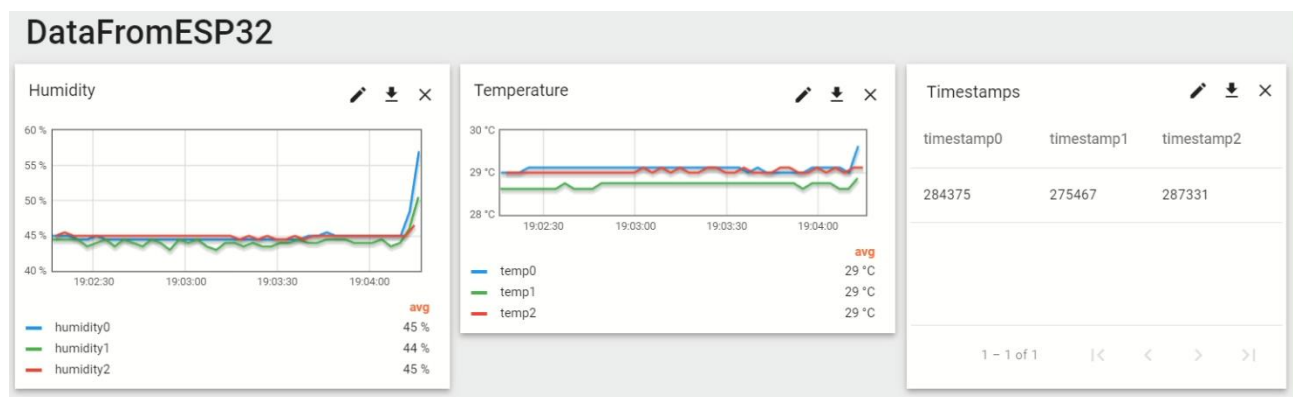 DataFromESP32
Humidity
60 %
55 %
50 %
45 %
40 %
19:02:30 19:03:00 19:03:30 19:04:00
avg
humidity0 45 %
humidity1 44 %
humidity2 45 %
Temperature
30 °C
29 °C
28 °C
19:02:30 19:03:00 19:03:30 19:04:00
avg
temp0 29 °C
temp1 29 °C
temp2 29 °C
Timestamps
timestamp0 timestamp1 timestamp2
284375 275467 287331
1 – 1 of 1